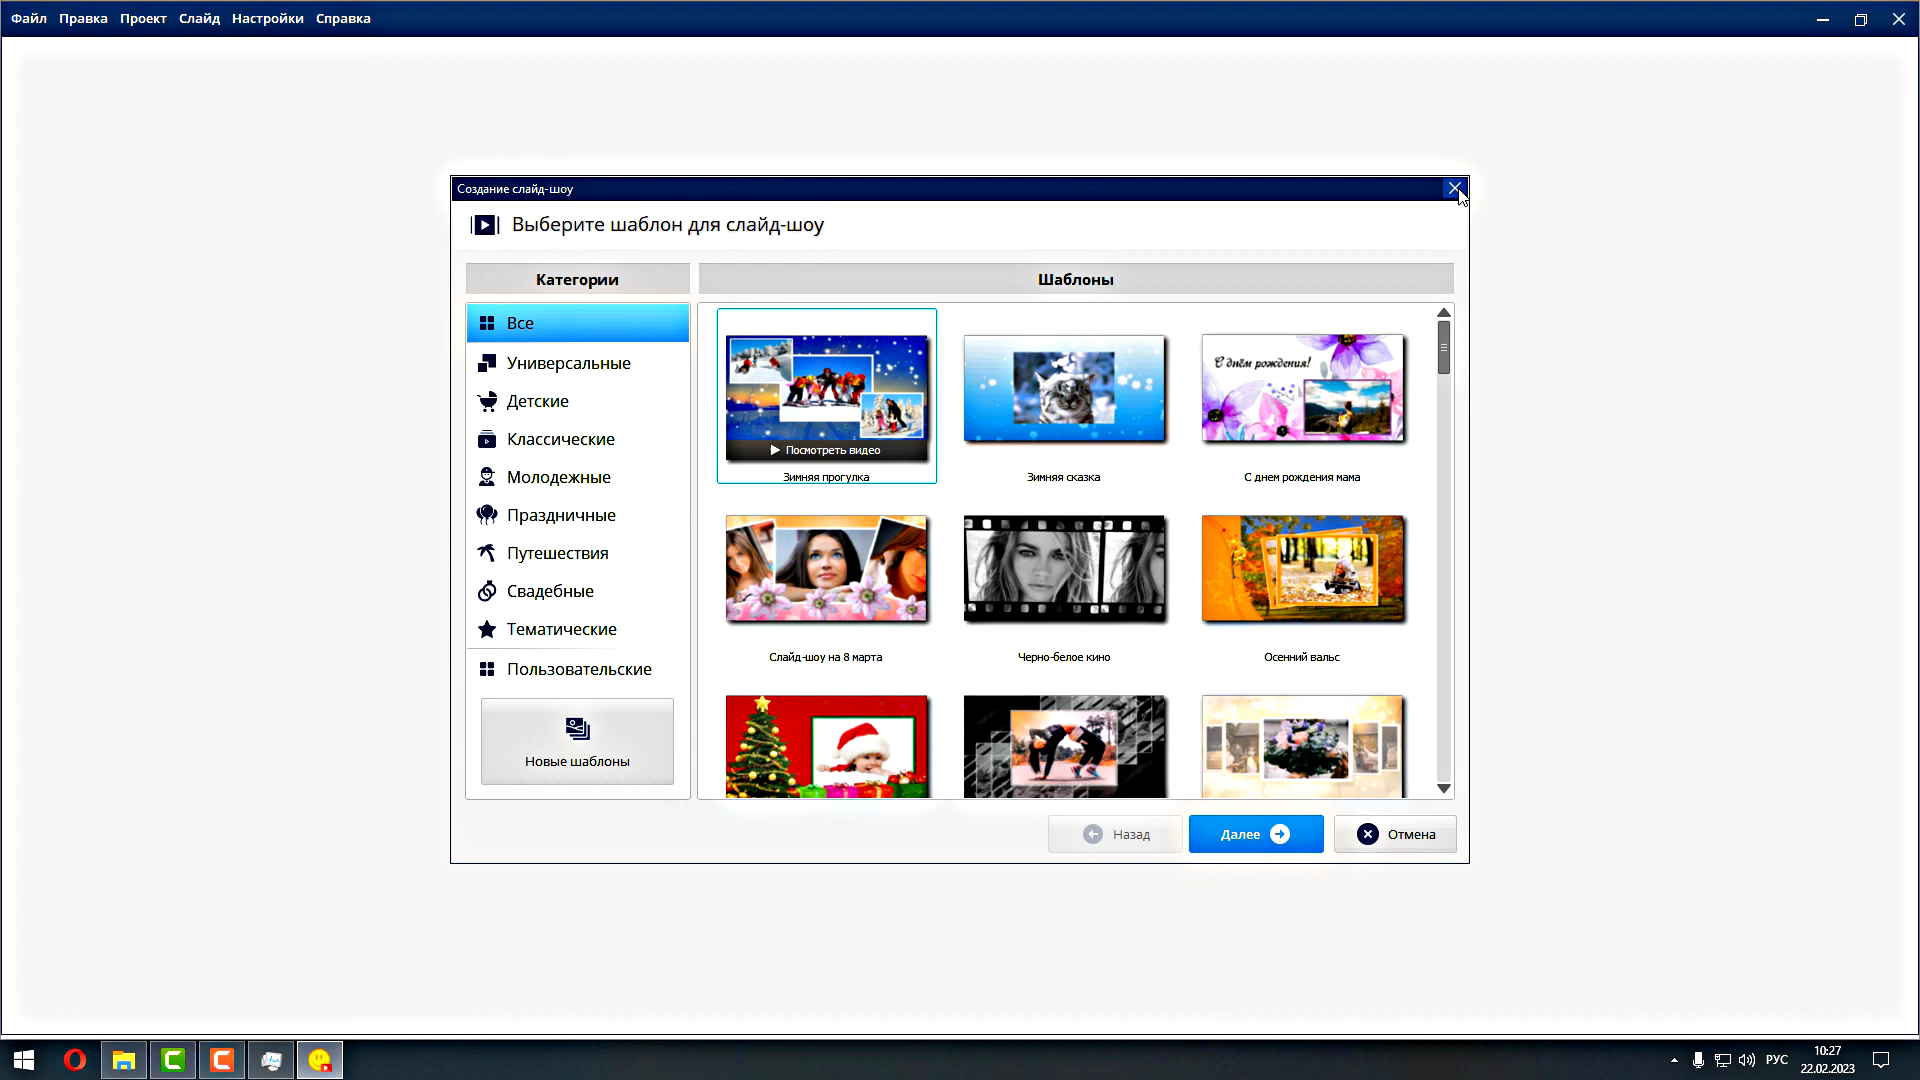 Файл Правка Проект Слайд Настройки Справка
Создание слайд-шоу
Выберите шаблон для слайд-шоу
Категории
Шаблоны
Все
Универсальные
Детские
Классические
Молодежные
Праздничные
Путешествия
Свадебные
Тематические
Пользовательские
Новые шаблоны
Посмотреть видео
Зимняя прогулка
Зимняя сказка
С днём рождения!
С днем рождения мама
Слайд-шоу на 8 марта
Черно-белое кино
Осенний вальс
Назад
Далее
Отмена
РУС
10:27
22.02.2023